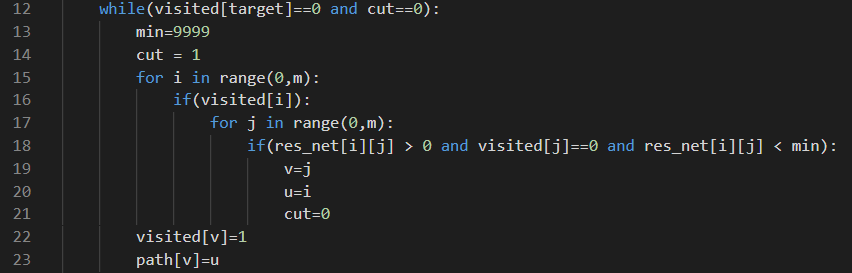 12 while(visited[target]==0 and cut==0):
13 min=9999
14 cut = 1
15 for i in range(0,m):
16 if(visited[i]):
17 for j in range(0,m):
18 if(res_net[i][j] > 0 and visited[j]==0 and res_net[i][j] < min):
19 v=j
20 u=i
21 cut=0
22 visited[v]=1
23 path[v]=u